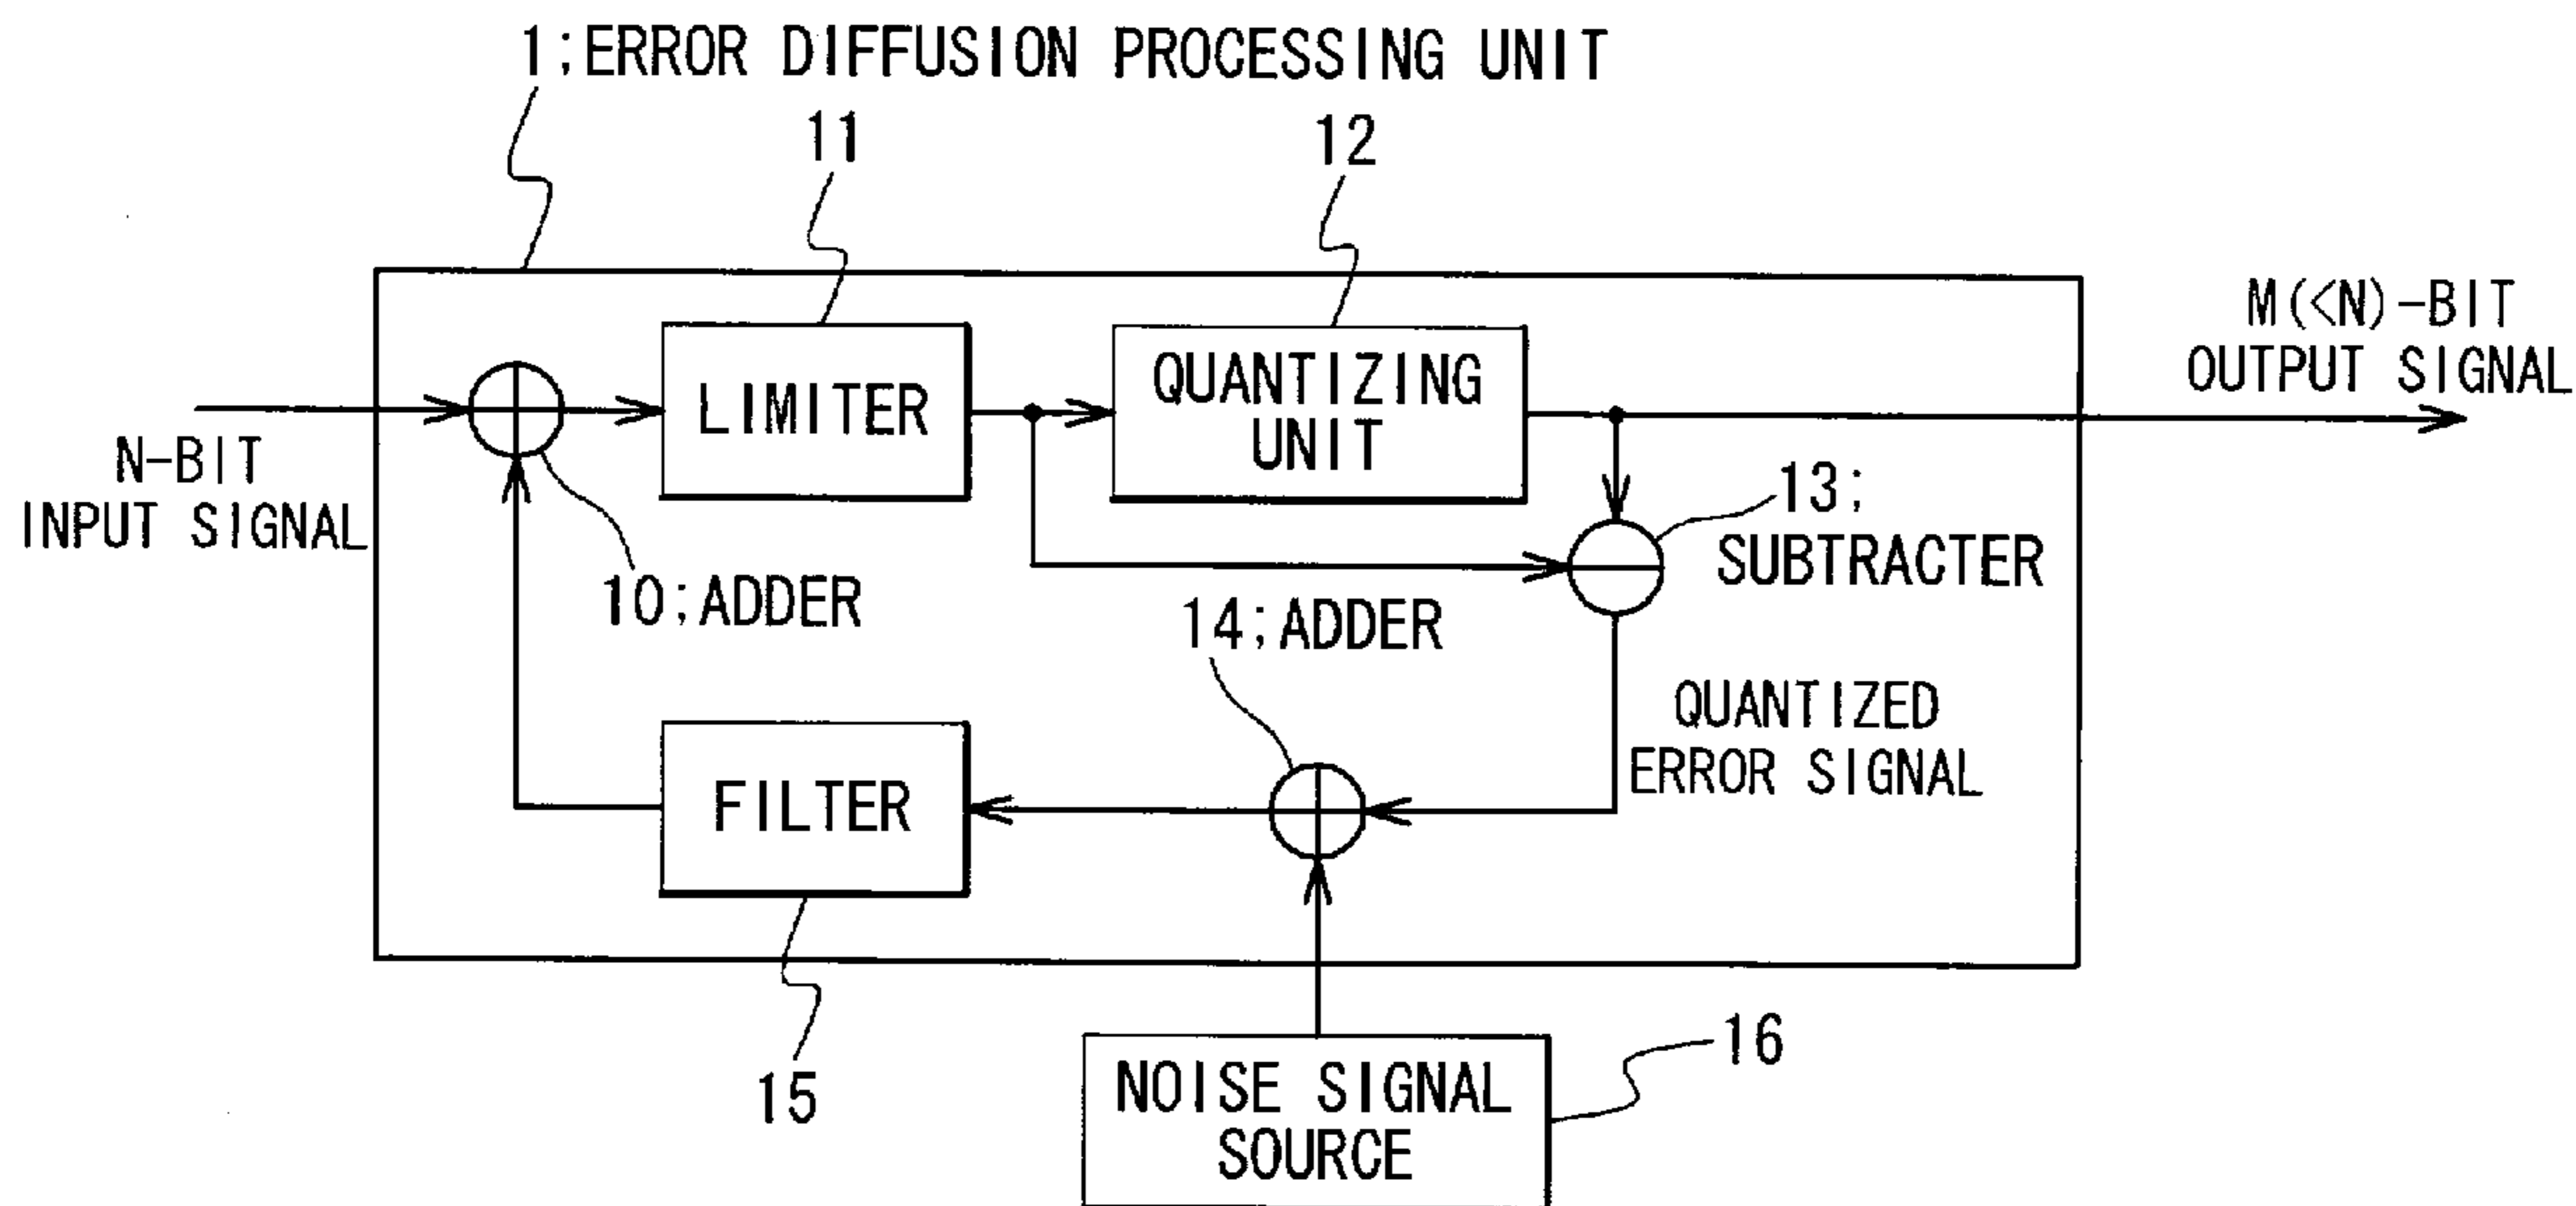 1;ERROR DIFFUSION PROCESSING UNIT
11
12
M(<N)-BIT
OUTPUT SIGNAL
LIMITER
QUANTIZING
UNIT
N-BIT
INPUT SIGNAL
13;
SUBTRACTER
10;ADDER
14;ADDER
QUANTIZED
ERROR SIGNAL
FILTER
15
16
NOISE SIGNAL
SOURCE